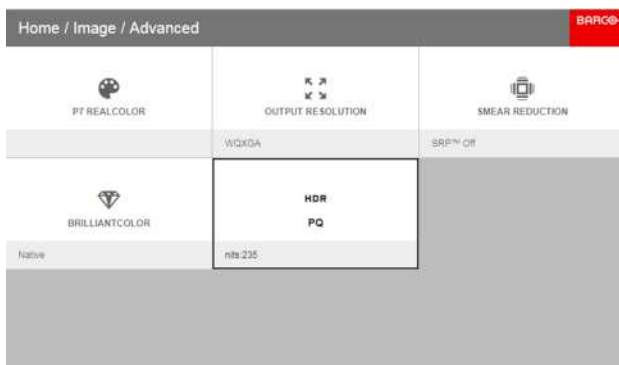 Home / Image / Advanced
BARCO
P7 REALCOLOR
OUTPUT RESOLUTION
SMEAR REDUCTION
WQXGA
SRP™ Off
BRILLIANTCOLOR
HDR
PQ
Native
nits:235